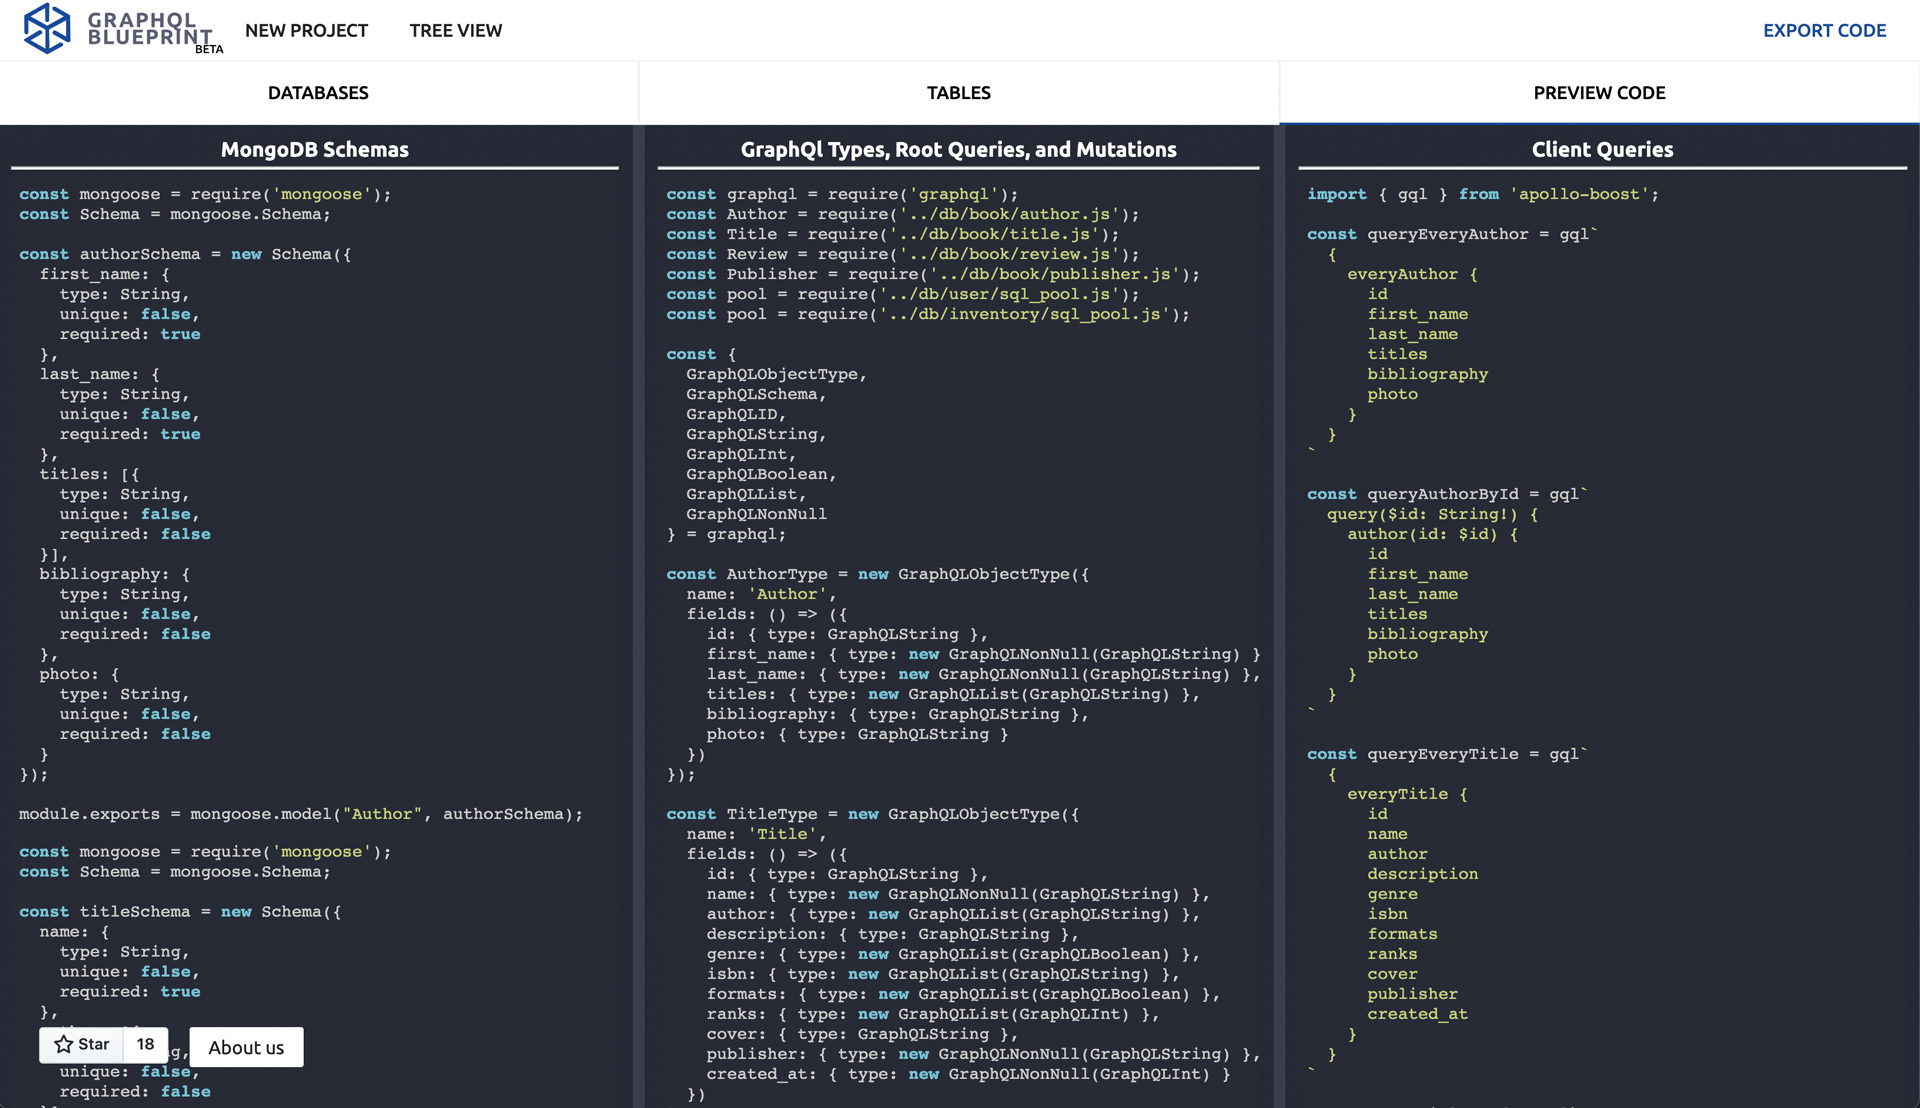 GRAPHQL
BLUEPRINT
BETA
NEW PROJECT
TREE VIEW
EXPORT CODE
DATABASES
TABLES
PREVIEW CODE
MongoDB Schemas
const mongoose = require('mongoose');
const Schema = mongoose.Schema;
const authorSchema = new Schema({
first_name: {
type: String,
unique: false,
required: true
},
last_name: {
type: String,
unique: false,
required: true
},
titles: [{
type: String,
unique: false,
required: false
}],
bibliography: {
type: String,
unique: false,
required: false
},
photo: {
type: String,
unique: false,
required: false
}
});
module.exports = mongoose.model("Author", authorSchema);
const mongoose = require('mongoose');
const Schema = mongoose.Schema;
const titleSchema = new Schema({
name: {
type: String,
unique: false,
required: true
},
g,
unique: false,
required: false
Star 18
About us
GraphQl Types, Root Queries, and Mutations
const graphql = require('graphql');
const Author = require('../db/book/author.js');
const Title = require('../db/book/title.js');
const Review = require('../db/book/review.js');
const Publisher = require('../db/book/publisher.js');
const pool = require('../db/user/sql_pool.js');
const pool = require('../db/inventory/sql_pool.js');
const {
GraphQLObjectType,
GraphQLSchema,
GraphQLID,
GraphQLString,
GraphQLInt,
GraphQLBoolean,
GraphQLList,
GraphQLNonNull
} = graphql;
const AuthorType = new GraphQLObjectType({
name: 'Author',
fields: () => ({
id: { type: GraphQLString },
first_name: { type: new GraphQLNonNull(GraphQLString) }
last_name: { type: new GraphQLNonNull(GraphQLString) },
titles: { type: new GraphQLList(GraphQLString) },
bibliography: { type: GraphQLString },
photo: { type: GraphQLString }
})
});
const TitleType = new GraphQLObjectType({
name: 'Title',
fields: () => ({
id: { type: GraphQLString },
name: { type: new GraphQLNonNull(GraphQLString) },
author: { type: new GraphQLList(GraphQLString) },
description: { type: GraphQLString },
genre: { type: new GraphQLList(GraphQLBoolean) },
isbn: { type: new GraphQLList(GraphQLString) },
formats: { type: new GraphQLList(GraphQLBoolean) },
ranks: { type: new GraphQLList(GraphQLInt) },
cover: { type: GraphQLString },
publisher: { type: new GraphQLNonNull(GraphQLString) },
created_at: { type: new GraphQLNonNull(GraphQLInt) }
})
Client Queries
import { gql } from 'apollo-boost';
const queryEveryAuthor = gql`
{
everyAuthor {
id
first_name
last_name
titles
bibliography
photo
}
}
`
const queryAuthorById = gql`
query($id: String!) {
author(id: $id) {
id
first_name
last_name
titles
bibliography
photo
}
}
`
const queryEveryTitle = gql`
{
everyTitle {
id
name
author
description
genre
isbn
formats
ranks
cover
publisher
created_at
}
}
`